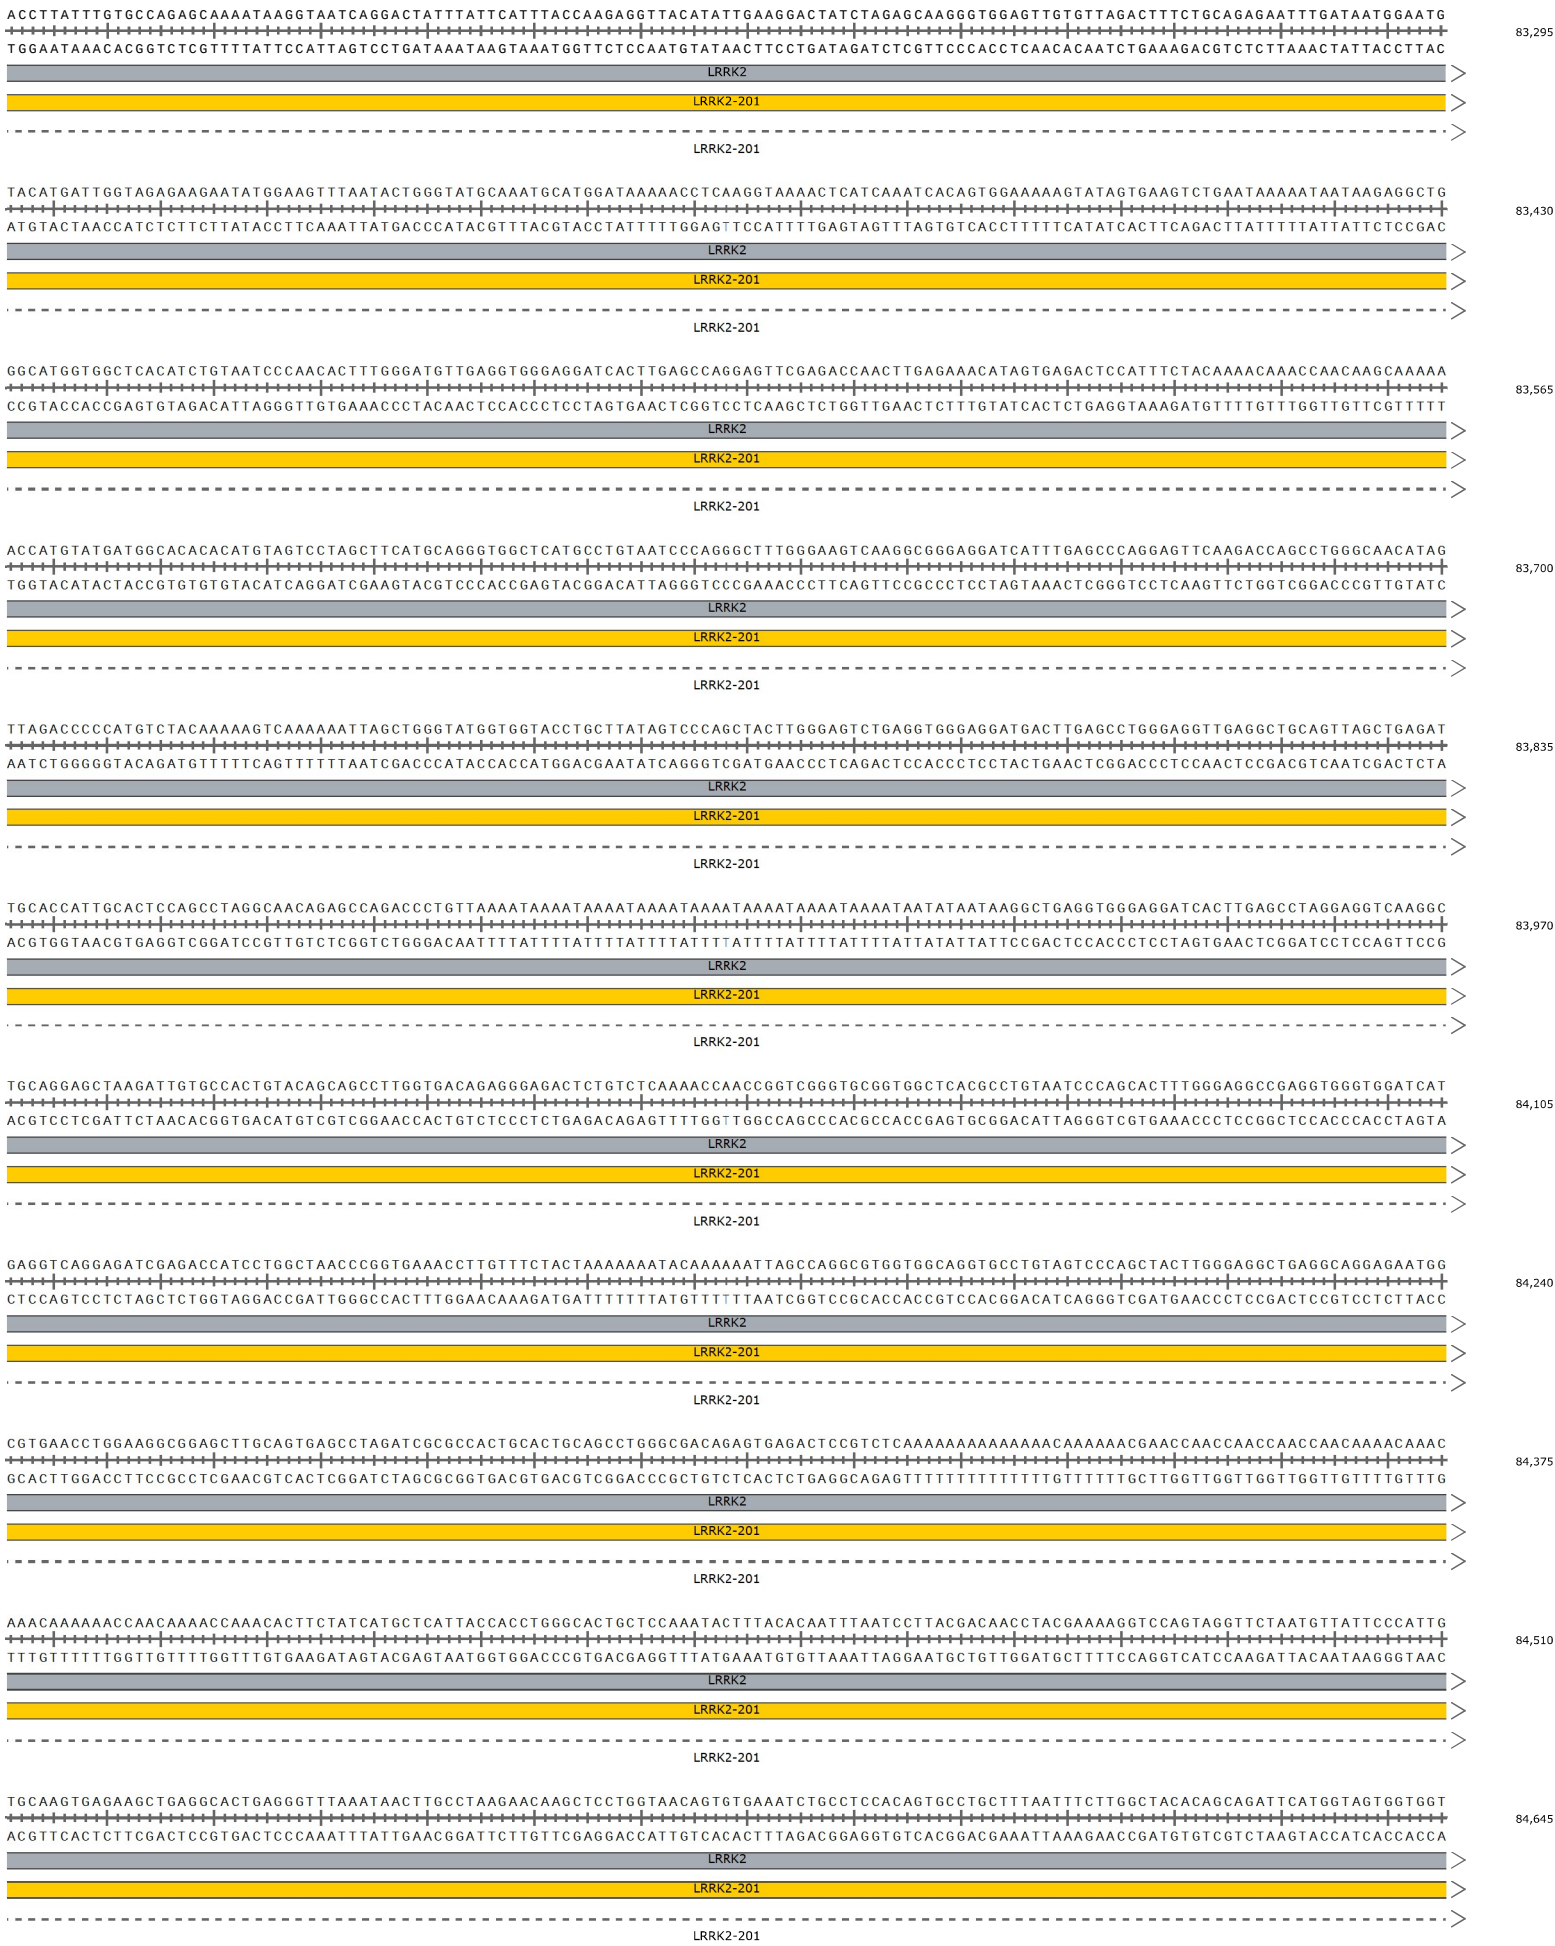 ACCTTATTTGTGCCAGAGCAAAATAAGGTAATCAGGACTATTTATTCATTTACCAAGAGGTTACATATTGAAGGACTATCTAGAGCAAGGGTGGAGTTGTGTTAGACTTTCTGCAGAGAATTTGATAATGGAATG
83,295
TGGAATAAACACGGTCTCGTTTTATTCCATTAGTCCTGATAAATAAGTAAATGGTTCTCCAATGTATAACTTCCTGATAGATCTCGTTCCCACCTCAACACAATCTGAAAGACGTCTCTTAAACTATTACCTTAC
LRRK2
LRRK2-201
LRRK2-201
TACATGATTGGTAGAGAAGAATATGGAAGTTTAATACTGGGTATGCAAATGCATGGATAAAAACCTCAAGGTAAAACTCATCAAATCACAGTGGAAAAAGTATAGTGAAGTCTGAATAAAAATAATAAGAGGCTG
83,430
ATGTACTAACCATCTCTTCTTATACCTTCAAATTATGACCCATACGTTTACGTACCTATTTTTGGAGTTCCATTTTGAGTAGTTTAGTGTCACCTTTTTCATATCACTTCAGACTTATTTTTATTATTCTCCGAC
LRRK2
LRRK2-201
LRRK2-201
GGCATGGTGGCTCACATCTGTAATCCCAACACTTTGGGATGTTGAGGTGGGAGGATCACTTGAGCCAGGAGTTCGAGACCAACTTGAGAAACATAGTGAGACTCCATTTCTACAAAACAAACCAACAAGCAAAAA
83,565
CCGTACCACCGAGTGTAGACATTAGGGTTGTGAAACCCTACAACTCCACCCTCCTAGTGAACTCGGTCCTCAAGCTCTGGTTGAACTCTTTGTATCACTCTGAGGTAAAGATGTTTTGTTTGGTTGTTCGTTTTT
LRRK2
LRRK2-201
LRRK2-201
ACCATGTATGATGGCACACACATGTAGTCCTAGCTTCATGCAGGGTGGCTCATGCCTGTAATCCCAGGGCTTTGGGAAGTCAAGGCGGGAGGATCATTTGAGCCCAGGAGTTCAAGACCAGCCTGGGCAACATAG
83,700
TGGTACATACTACCGTGTGTGTACATCAGGATCGAAGTACGTCCCACCGAGTACGGACATTAGGGTCCCGAAACCCTTCAGTTCCGCCCTCCTAGTAAACTCGGGTCCTCAAGTTCTGGTCGGACCCGTTGTATC
LRRK2
LRRK2-201
LRRK2-201
TTAGACCCCCATGTCTACAAAAAGTCAAAAAATTAGCTGGGTATGGTGGTACCTGCTTATAGTCCCAGCTACTTGGGAGTCTGAGGTGGGAGGATGACTTGAGCCTGGGAGGTTGAGGCTGCAGTTAGCTGAGAT
83,835
AATCTGGGGGTACAGATGTTTTTCAGTTTTTTAATCGACCCATACCACCATGGACGAATATCAGGGTCGATGAACCCTCAGACTCCACCCTCCTACTGAACTCGGACCCTCCAACTCCGACGTCAATCGACTCTA
LRRK2
LRRK2-201
LRRK2-201
TGCACCATTGCACTCCAGCCTAGGCAACAGAGCCAGACCCTGTTAAAATAAAATAAAATAAAATAAAATAAAATAAAATAAAATAATATAATAAGGCTGAGGTGGGAGGATCACTTGAGCCTAGGAGGTCAAGGC
83,970
ACGTGGTAACGTGAGGTCGGATCCGTTGTCTCGGTCTGGGACAATTTTATTTTATTTTATTTTATTTTATTTTATTTTATTTTATTATATTATTCCGACTCCACCCTCCTAGTGAACTCGGATCCTCCAGTTCCG
LRRK2
LRRK2-201
LRRK2-201
TGCAGGAGCTAAGATTGTGCCACTGTACAGCAGCCTTGGTGACAGAGGGAGACTCTGTCTCAAAACCAACCGGTCGGGTGCGGTGGCTCACGCCTGTAATCCCAGCACTTTGGGAGGCCGAGGTGGGTGGATCAT
84,105
ACGTCCTCGATTCTAACACGGTGACATGTCGTCGGAACCACTGTCTCCCTCTGAGACAGAGTTTTGGTTGGCCAGCCCACGCCACCGAGTGCGGACATTAGGGTCGTGAAACCCTCCGGCTCCACCCACCTAGTA
LRRK2
LRRK2-201
LRRK2-201
GAGGTCAGGAGATCGAGACCATCCTGGCTAACCCGGTGAAACCTTGTTTCTACTAAAAAAATACAAAAAATTAGCCAGGCGTGGTGGCAGGTGCCTGTAGTCCCAGCTACTTGGGAGGCTGAGGCAGGAGAATGG
84,240
CTCCAGTCCTCTAGCTCTGGTAGGACCGATTGGGCCACTTTGGAACAAAGATGATTTTTTTATGTTTTTTAATCGGTCCGCACCACCGTCCACGGACATCAGGGTCGATGAACCCTCCGACTCCGTCCTCTTACC
LRRK2
LRRK2-201
LRRK2-201
CGTGAACCTGGAAGGCGGAGCTTGCAGTGAGCCTAGATCGCGCCACTGCACTGCAGCCTGGGCGACAGAGTGAGACTCCGTCTCAAAAAAAAAAAAAACAAAAAACGAACCAACCAACCAACCAACAAAACAAAC
84,375
GCACTTGGACCTTCCGCCTCGAACGTCACTCGGATCTAGCGCGGTGACGTGACGTCGGACCCGCTGTCTCACTCTGAGGCAGAGTTTTTTTTTTTTTTGTTTTTTGCTTGGTTGGTTGGTTGGTTGTTTTGTTTG
LRRK2
LRRK2-201
LRRK2-201
AAACAAAAAACCAACAAAACCAAACACTTCTATCATGCTCATTACCACCTGGGCACTGCTCCAAATACTTTACACAATTTAATCCTTACGACAACCTACGAAAAGGTCCAGTAGGTTCTAATGTTATTCCCATTG
84,510
TTTGTTTTTTGGTTGTTTTGGTTTGTGAAGATAGTACGAGTAATGGTGGACCCGTGACGAGGTTTATGAAATGTGTTAAATTAGGAATGCTGTTGGATGCTTTTCCAGGTCATCCAAGATTACAATAAGGGTAAC
LRRK2
LRRK2-201
LRRK2-201
TGCAAGTGAGAAGCTGAGGCACTGAGGGTTTAAATAACTTGCCTAAGAACAAGCTCCTGGTAACAGTGTGAAATCTGCCTCCACAGTGCCTGCTTTAATTTCTTGGCTACACAGCAGATTCATGGTAGTGGTGGT
84,645
ACGTTCACTCTTCGACTCCGTGACTCCCAAATTTATTGAACGGATTCTTGTTCGAGGACCATTGTCACACTTTAGACGGAGGTGTCACGGACGAAATTAAAGAACCGATGTGTCGTCTAAGTACCATCACCACCA
LRRK2
LRRK2-201
LRRK2-201